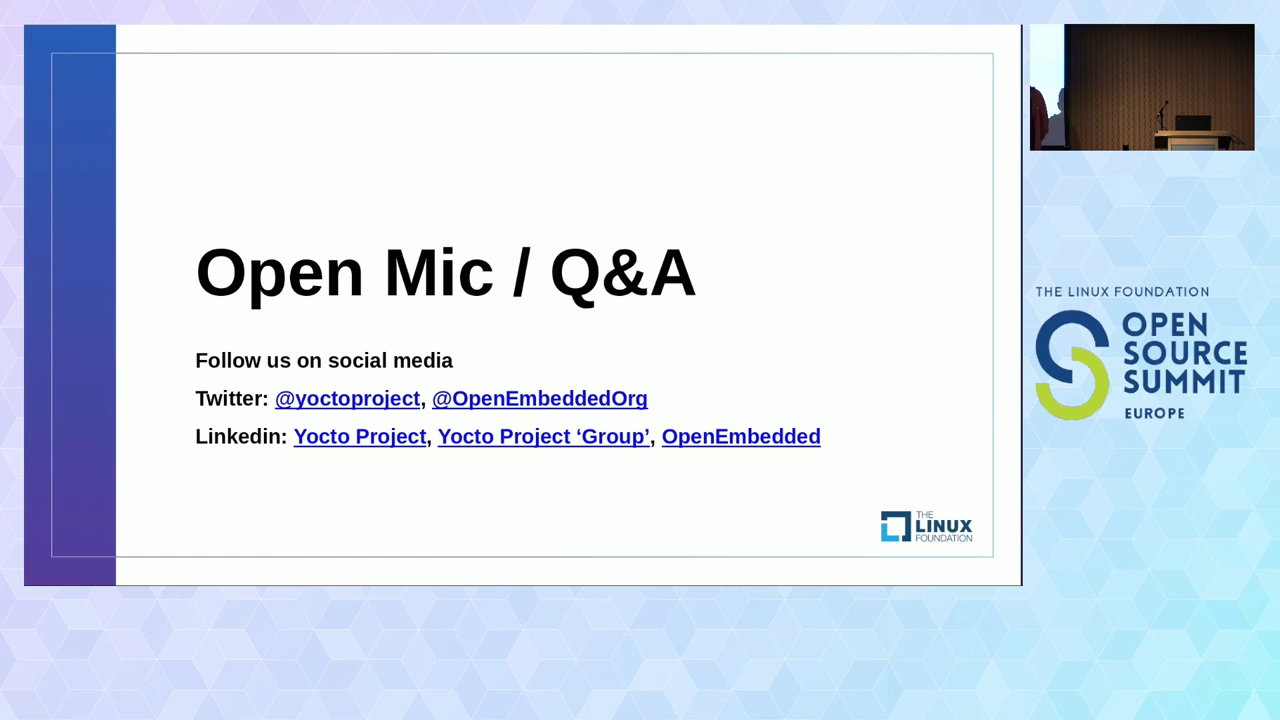 Open Mic / Q&A
Follow us on social media
Twitter: @yoctoproject, @OpenEmbeddedOrg
Linkedin: Yocto Project, Yocto Project ‘Group’, OpenEmbedded
THE
LINUX
FOUNDATION
THE LINUX FOUNDATION
OPEN
SOURCE
SUMMIT
EUROPE